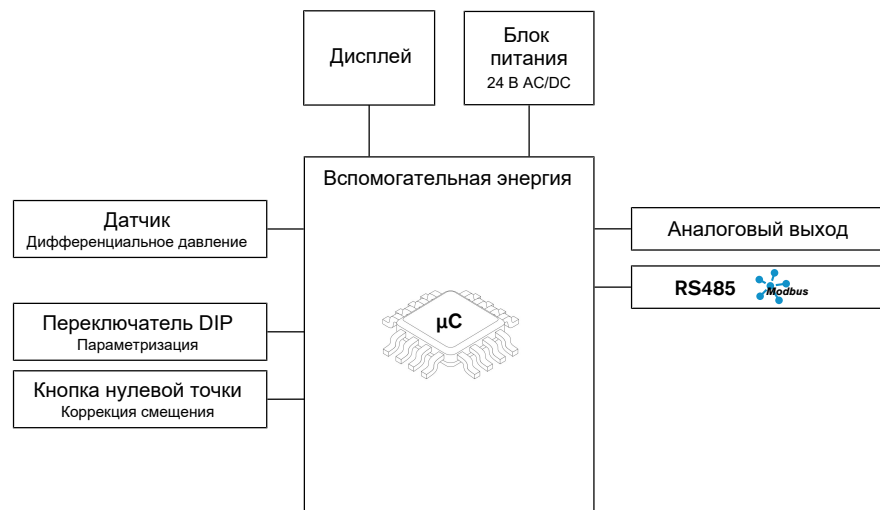 Дисплей
Блок
питания
24 В AC/DC
Вспомогательная энергия
Датчик
Дифференциальное давление
Аналоговый выход
RS485 Modbus
µC
Переключатель DIP
Параметризация
Кнопка нулевой точки
Коррекция смещения